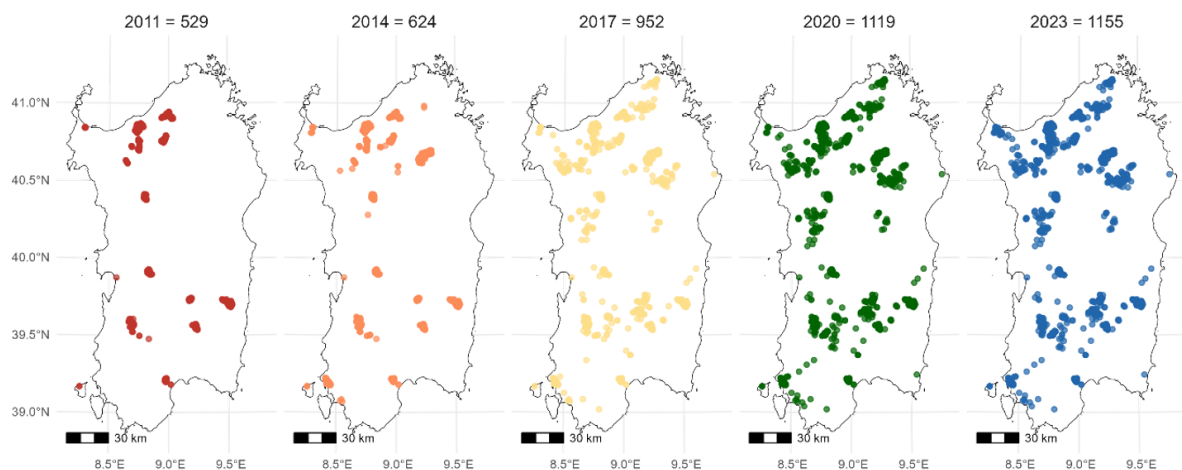 2011 = 529 2014 = 624 2017 = 952 2020 = 1119 2023 = 1155
41.0°N
40.5°N
40.0°N
39.5°N
39.0°N
30 km 30 km 30 km 30 km 30 km
8.5°E 9.0°E 9.5°E 8.5°E 9.0°E 9.5°E 8.5°E 9.0°E 9.5°E 8.5°E 9.0°E 9.5°E 8.5°E 9.0°E 9.5°E